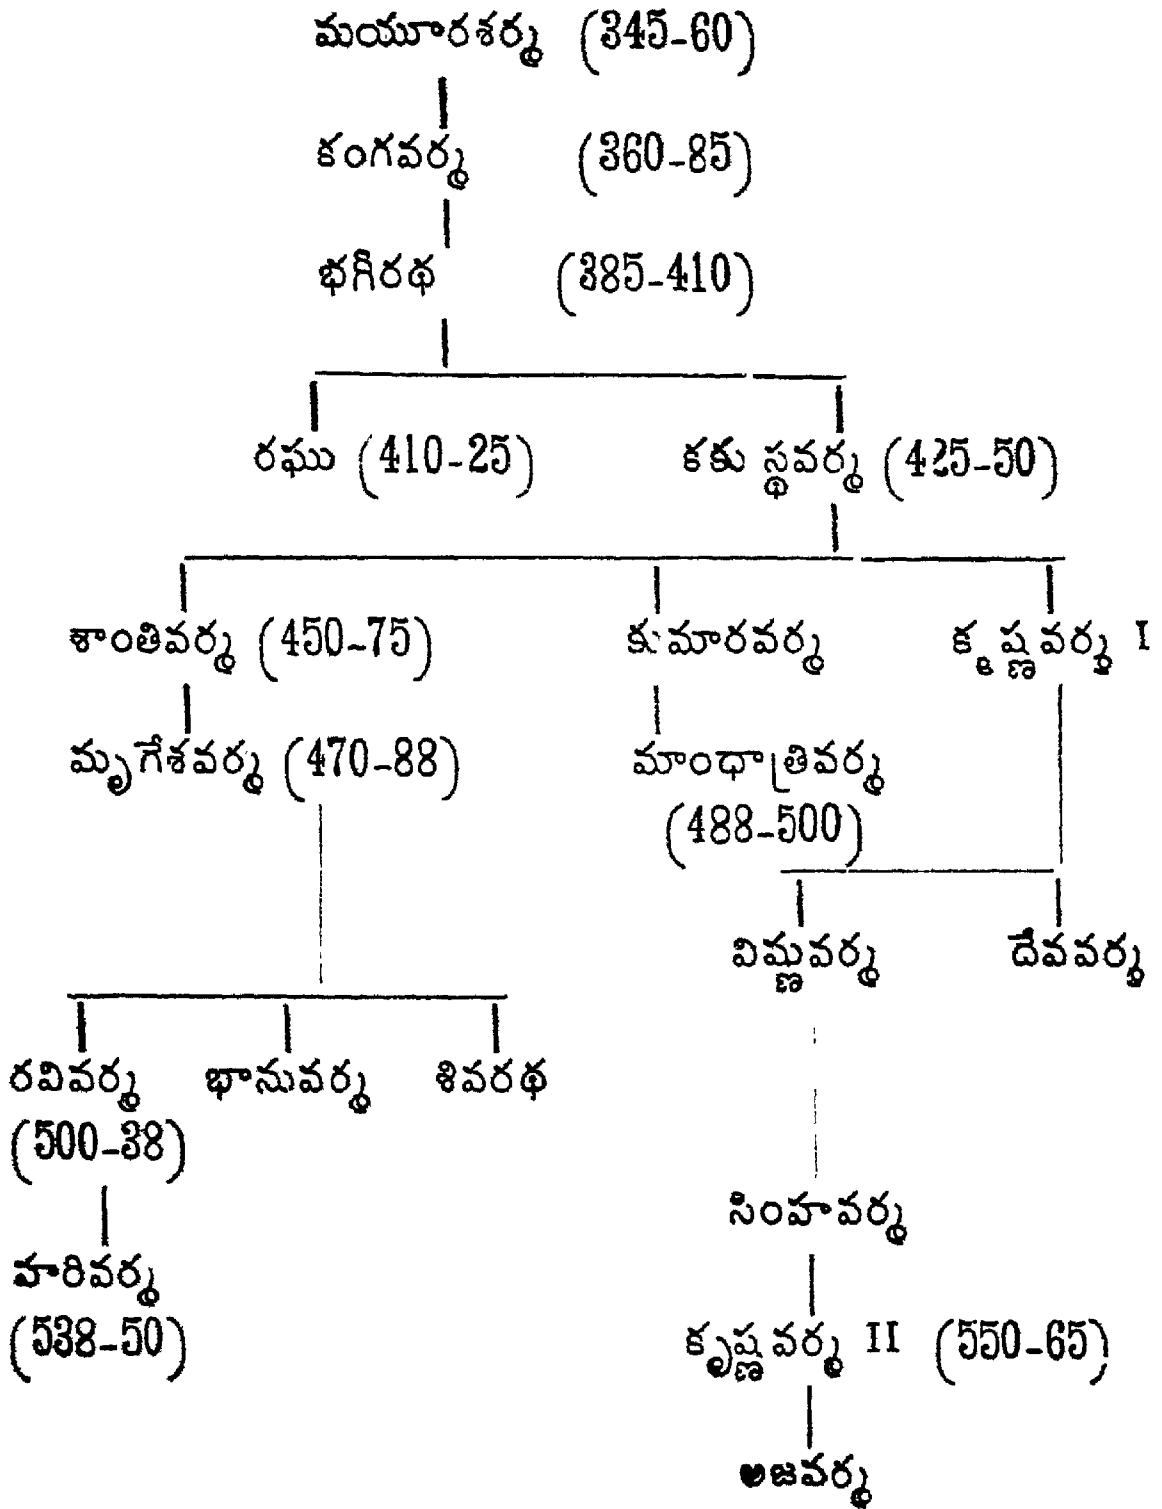 మయూరశర్మ (345-60)
కంగవర్మ (360-85)
భగీరథ (385-410)
రఘు (410-25) కకుస్థవర్మ (425-50)
శాంతివర్మ (450-75) కుమారవర్మ కృష్ణవర్మ I
మృగేశవర్మ (470-88) మాంధాత్రివర్మ
(488-500)
విష్ణువర్మ దేవవర్మ
రవివర్మ భానువర్మ శివరథ
(500-38)
సింహవర్మ
హరివర్మ
(538-50) కృష్ణవర్మ II (550-65)
అజవర్మ